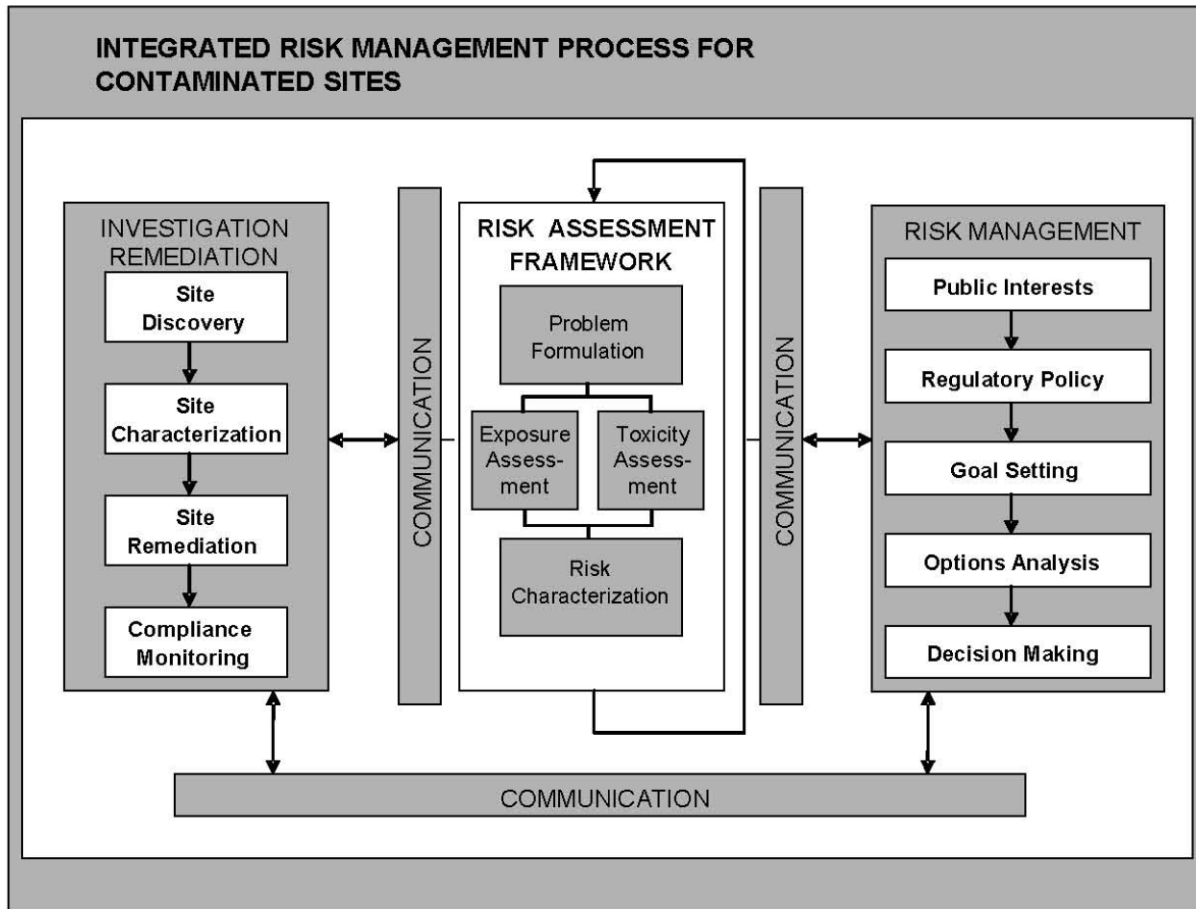 INTEGRATED RISK MANAGEMENT PROCESS FOR
CONTAMINATED SITES
INVESTIGATION
REMEDIATION
Site
Discovery
Site
Characterization
Site
Remediation
Compliance
Monitoring
COMMUNICATION
RISK ASSESSMENT
FRAMEWORK
Problem
Formulation
Exposure
Assess-
ment
Toxicity
Assess-
ment
Risk
Characterization
COMMUNICATION
RISK MANAGEMENT
Public Interests
Regulatory Policy
Goal Setting
Options Analysis
Decision Making
COMMUNICATION